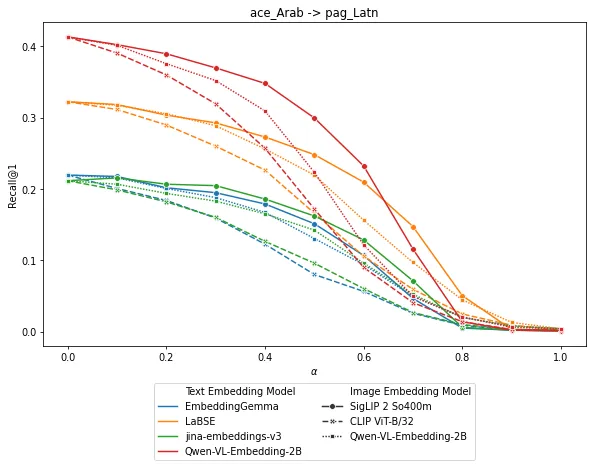 ace_Arab -> pag_Latn
Recall@1
0.4
0.3
0.2
0.1
0.0
0.0 0.2 0.4 0.6 0.8 1.0
α
Text Embedding Model Image Embedding Model
EmbeddingGemma SigLIP 2 So400m
LaBSE CLIP ViT-B/32
jina-embeddings-v3 Qwen-VL-Embedding-2B
Qwen-VL-Embedding-2B